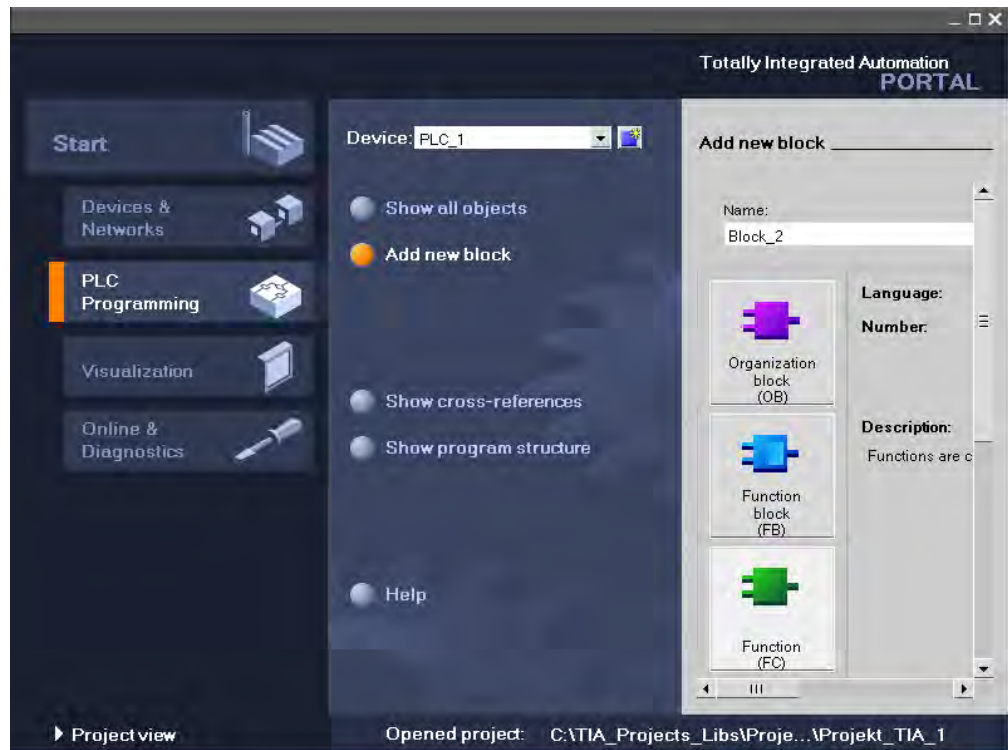 Totally Integrated Automation
PORTAL
Start
Devices &
Networks
PLC
Programming
Visualization
Online &
Diagnostics
Device: PLC_1
Show all objects
Add new block
Show cross-references
Show program structure
Help
Add new block
Name:
Block_2
Organization
block
(OB)
Function
block
(FB)
Function
(FC)
Language:
Number:
Description:
Functions are c
Project view
Opened project: C:\TIA_Projects_Libs\Proje...\Projekt_TIA_1